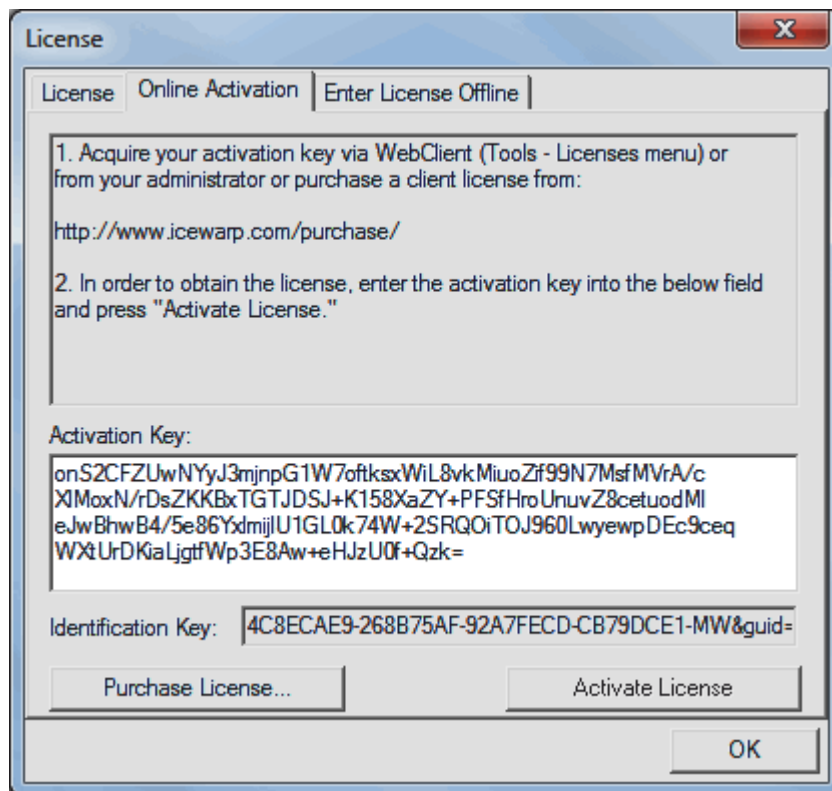 License
License
Online Activation
Enter License Offline
1. Acquire your activation key via WebClient (Tools - Licenses menu) or
from your administrator or purchase a client license from:
http://www.icewarp.com/purchase/
2. In order to obtain the license, enter the activation key into the below field
and press "Activate License."
Activation Key:
onS2CFZUwNYyJ3mjnpG1W7oftksxWiL8vkMiuoZf99N7MsfMVrA/c
XlMoxN/rDsZKKBxTGTJDSJ+K158XaZY+PFSfHroUnuvZ8cetuodMl
eJwBhwB4/5e86YxlmijlU1GL0k74W+2SRQOiTOJ960LwyewpDEc9ceq
WXtUrDKiaLjgtfWp3E8Aw+eHJzU0f+Qzk=
Identification Key:
4C8ECAE9-268B75AF-92A7FECD-CB79DCE1-MW&guid=
Purchase License...
Activate License
OK